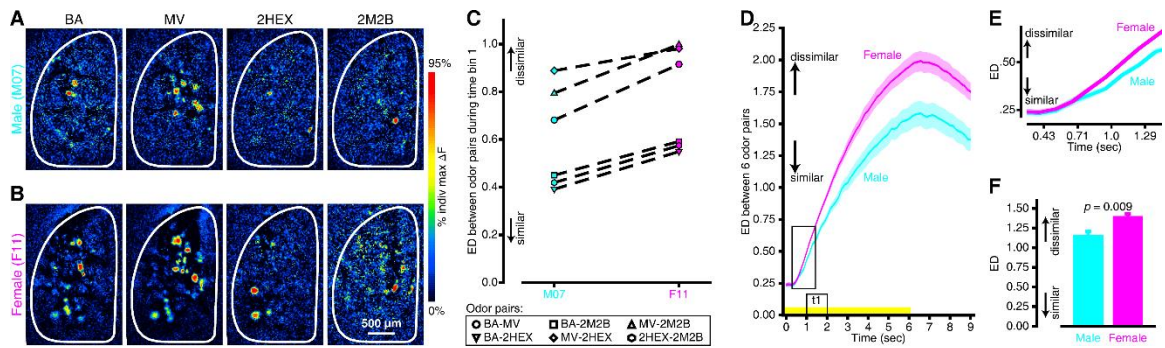 A
BA
MV
2HEX
2M2B
Male (M07)
B
Female (F11)
500 µm
95%
% indiv max ΔF
0%
C
ED between odor pairs during time bin 1
1.0
0.8
0.6
0.4
0.2
0.0
dissimilar
similar
M07
F11
Odor pairs:
BA-MV
BA-2M2B
MV-2M2B
BA-2HEX
MV-2HEX
2HEX-2M2B
D
ED between 6 odor pairs
2.25
2.00
1.75
1.50
1.25
1.00
0.75
0.50
0.25
0.00
dissimilar
similar
Female
Male
t1
0 1 2 3 4 5 6 7 8 9
Time (sec)
E
ED
dissimilar
similar
.50
.25
Female
Male
0.43 0.71 1.0 1.29
Time (sec)
F
ED
1.50
1.25
1.00
0.75
0.50
0.25
0.00
dissimilar
similar
p = 0.009
Male Female